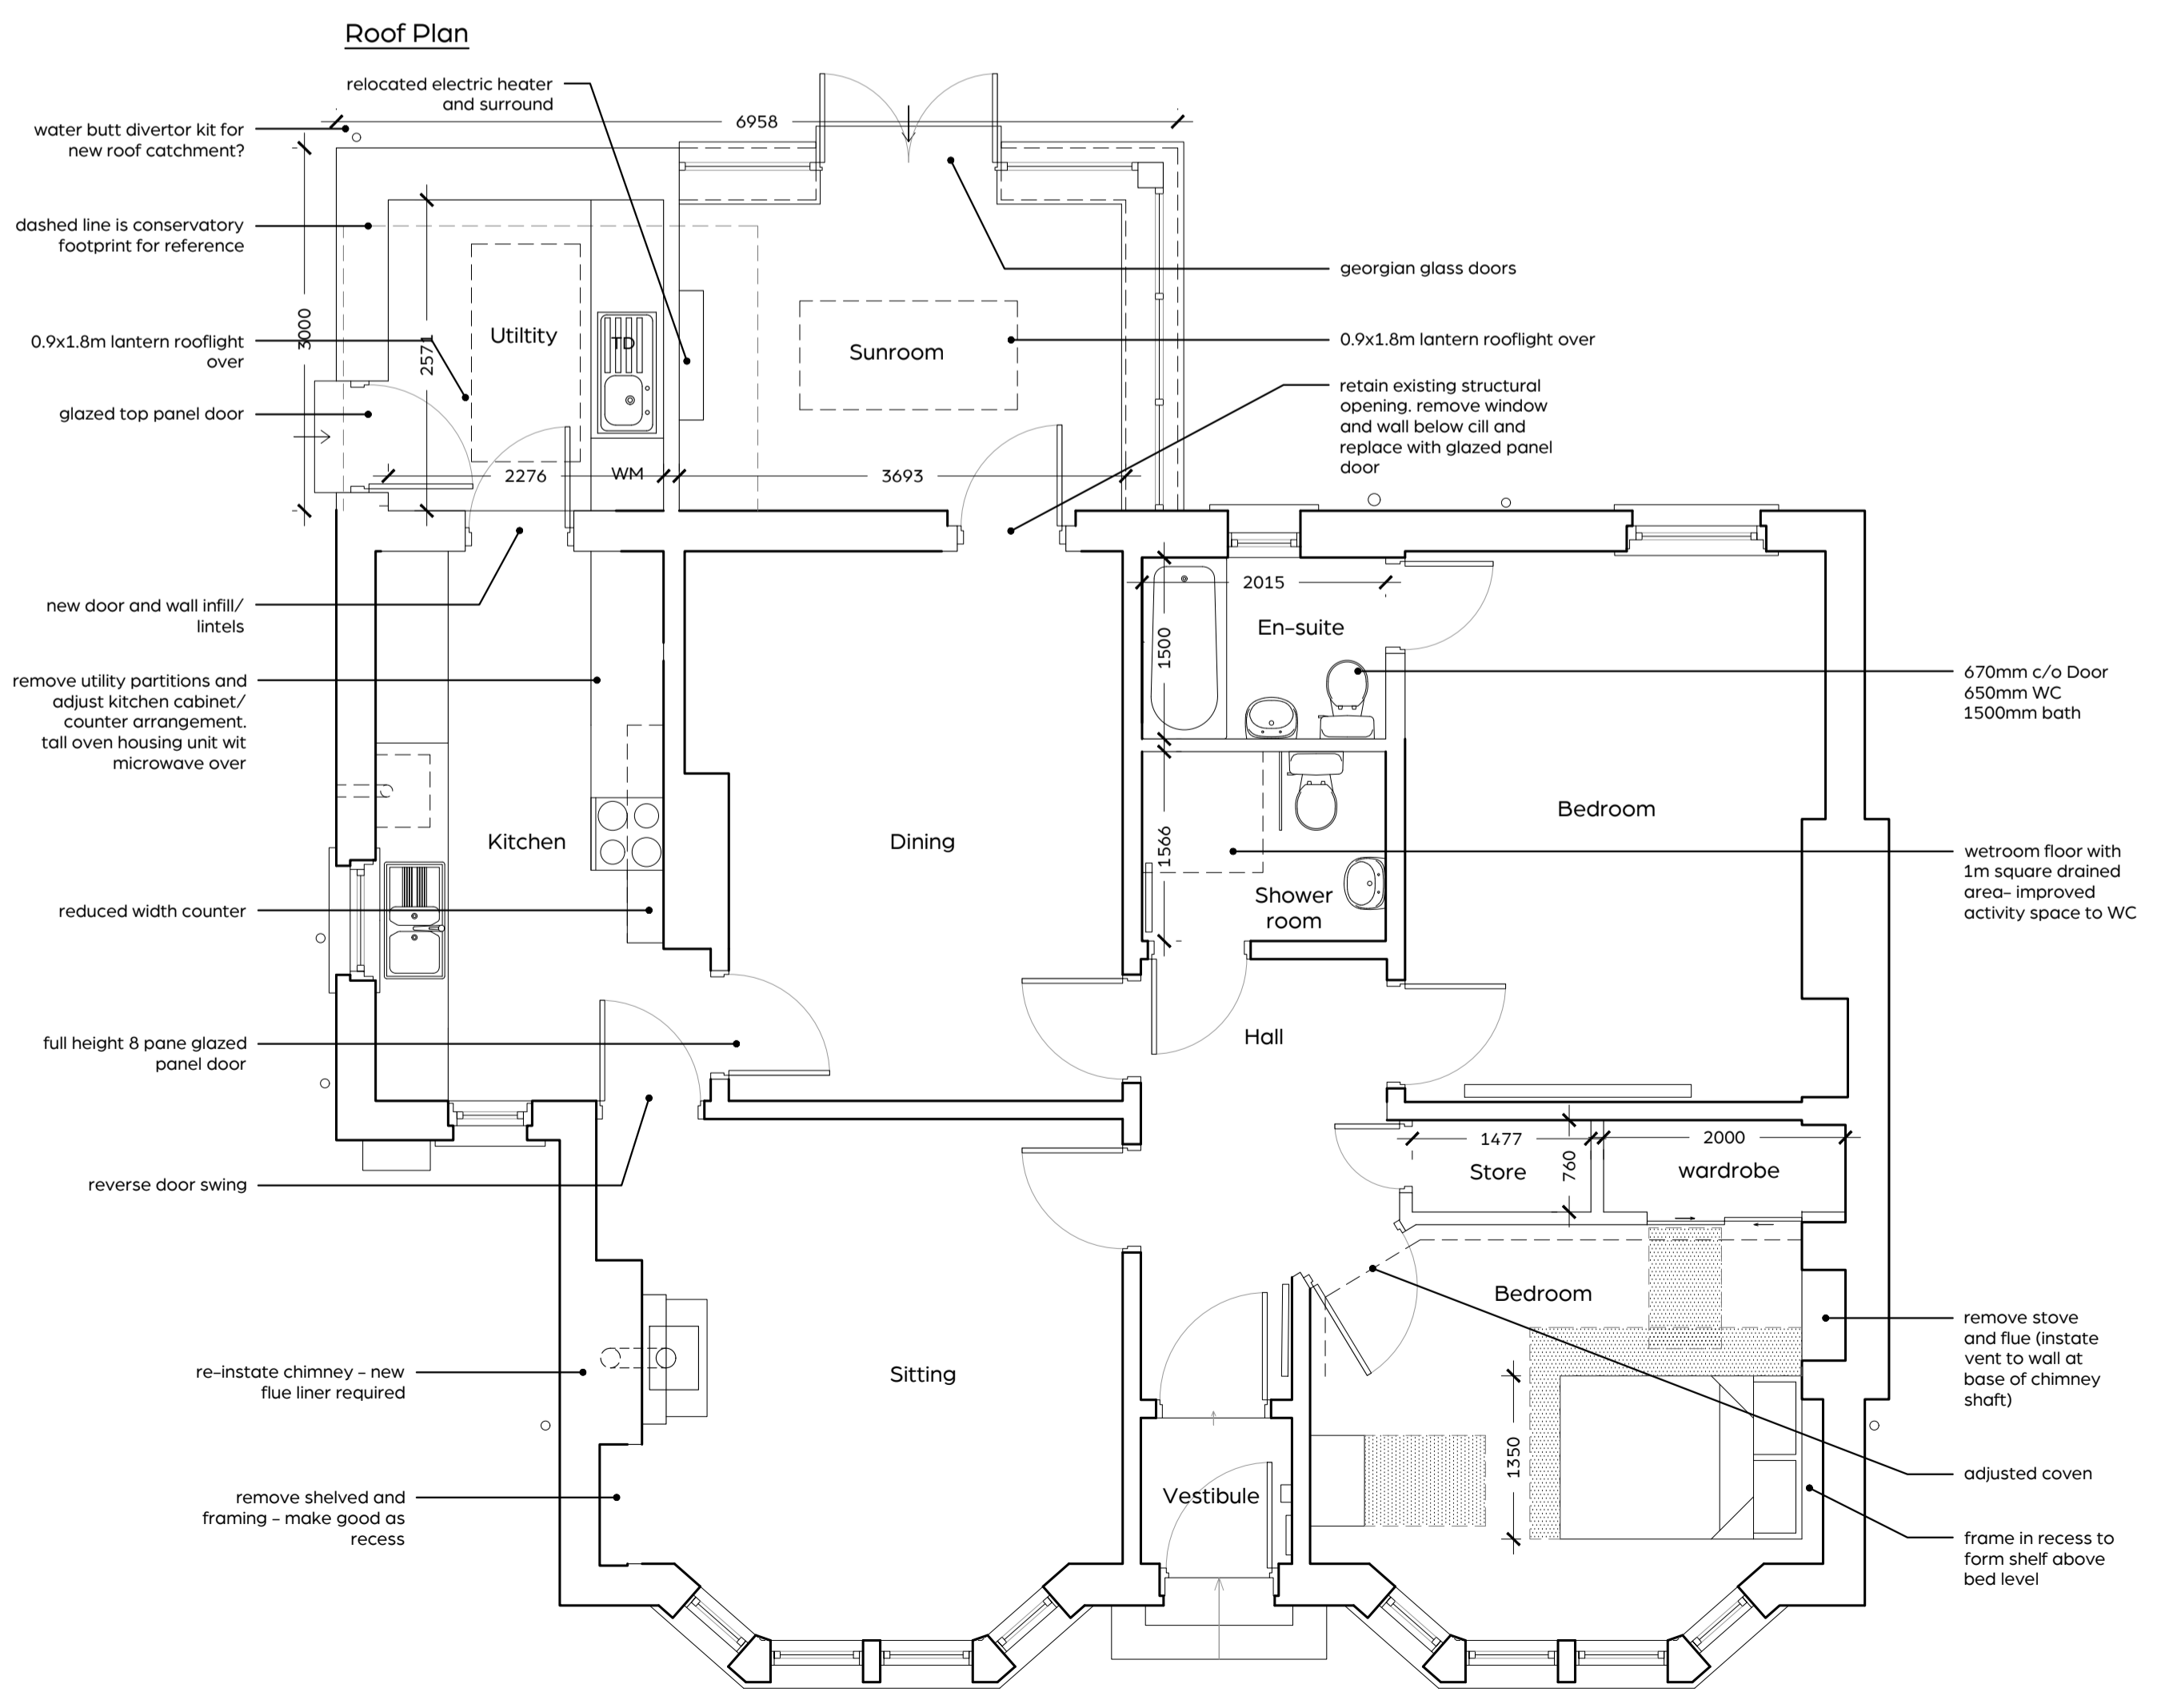 Roof Plan
relocated electric heater
and surround
water butt divertor kit for
new roof catchment?
6958
dashed line is conservatory
footprint for reference
georgian glass doors
3000
2571
0.9x1.8m lantern rooflight
over
Utiltity
TD
Sunroom
0.9x1.8m lantern rooflight over
retain existing structural
opening. remove window
and wall below cill and
replace with glazed panel
door
glazed top panel door
2276
WM
3693
new door and wall infill/
lintels
2015
1500
En-suite
670mm c/o Door
650mm WC
1500mm bath
remove utility partitions and
adjust kitchen cabinet/
counter arrangement.
tall oven housing unit wit
microwave over
Kitchen
Dining
1566
Bedroom
Shower
room
wetroom floor with
1m square drained
area- improved
activity space to WC
reduced width counter
full height 8 pane glazed
panel door
Hall
1477
760
2000
Store
wardrobe
reverse door swing
Bedroom
remove stove
and flue (instate
vent to wall at
base of chimney
shaft)
re-instate chimney - new
flue liner required
Sitting
1350
adjusted coven
remove shelved and
framing - make good as
recess
Vestibule
frame in recess to
form shelf above
bed level